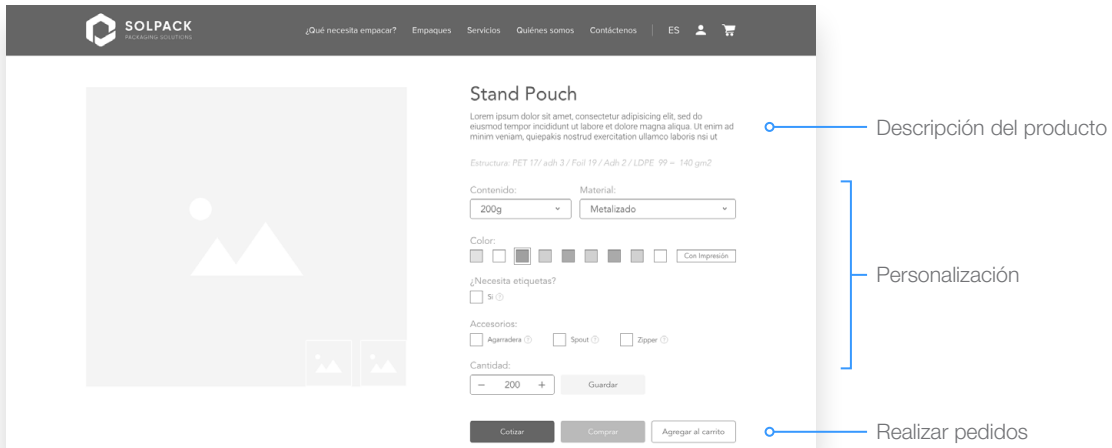 SOLPACK
PACKAGING SOLUTIONS
¿Qué necesita empacar? Empaques Servicios Quiénes somos Contáctenos ES
Stand Pouch
Lorem ipsum dolor sit amet, consectetur adipisicing elit, sed do
eiusmod tempor incididunt ut labore et dolore magna aliqua. Ut enim ad
minim veniam, quiepakis nostrud exercitation ullamco laboris nsi ut
Descripción del producto
Estructura: PET 17/ adh 3 / Foil 19 / Adh 2 / LDPE 99 – 140 gm2
Contenido: Material:
200g Metalizado
Color:
Con Impresión
Personalización
¿Necesita etiquetas?
Si ?
Accesorios:
Agarradera ? Spout ? Zipper ?
Cantidad:
− 200 + Guardar
Cotizar Comprar Agregar al carrito
Realizar pedidos